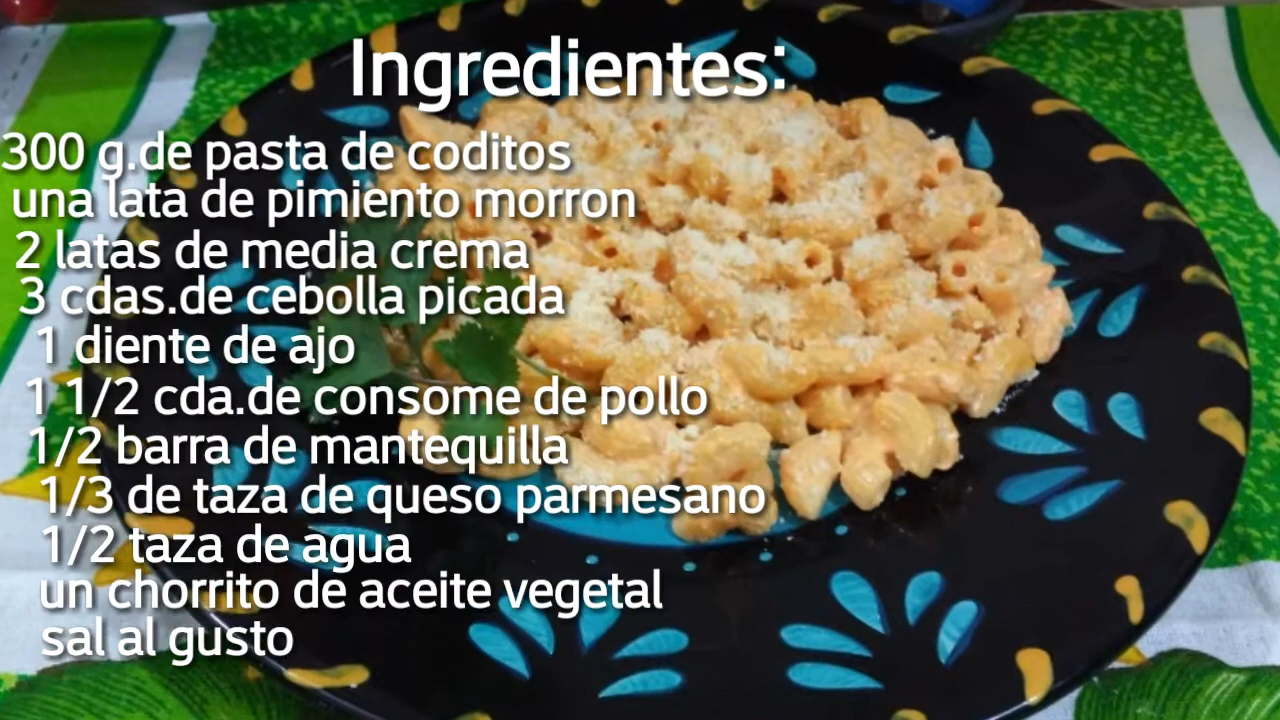 Ingredientes:
300 g.de pasta de coditos
una lata de pimiento morron
2 latas de media crema
3 cdas.de cebolla picada
1 diente de ajo
1 1/2 cda.de consome de pollo
1/2 barra de mantequilla
1/3 de taza de queso parmesano
1/2 taza de agua
un chorrito de aceite vegetal
sal al gusto